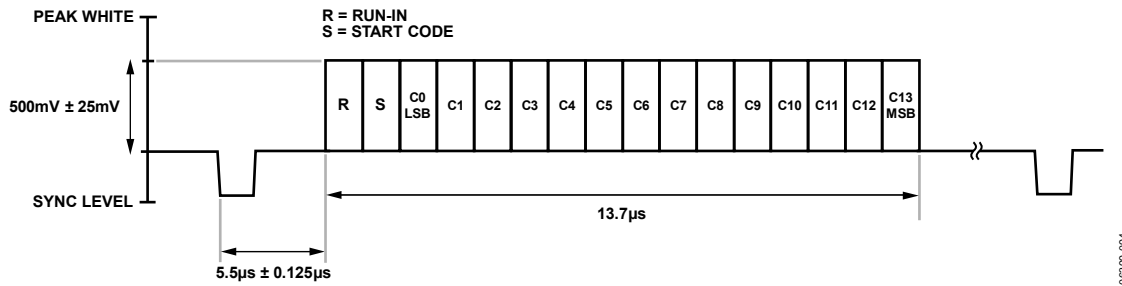 PEAK WHITE
R = RUN-IN
S = START CODE
500mV ± 25mV
R S C0 LSB C1 C2 C3 C4 C5 C6 C7 C8 C9 C10 C11 C12 C13 MSB
SYNC LEVEL
13.7µs
5.5µs ± 0.125µs